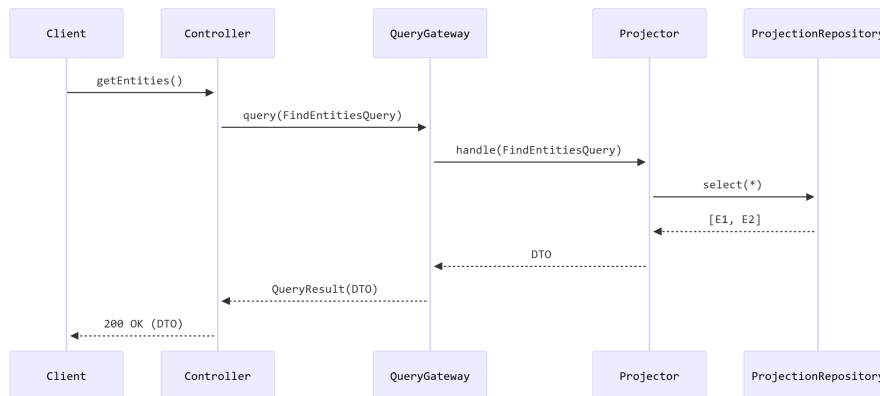 Client
Controller
QueryGateway
Projector
ProjectionRepository
getEntities()
query(FindEntitiesQuery)
handle(FindEntitiesQuery)
select(*)
[E1, E2]
DTO
QueryResult(DTO)
200 OK (DTO)
Client
Controller
QueryGateway
Projector
ProjectionRepository